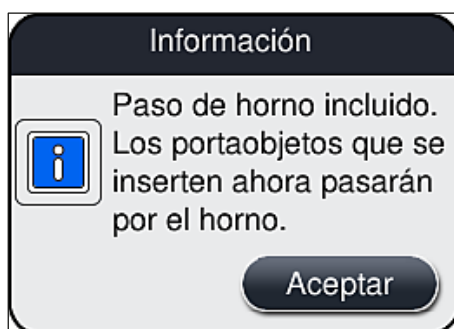 Información
Paso de horno incluido.
Los portaobjetos que se
inserten ahora pasarán
por el horno.
Aceptar